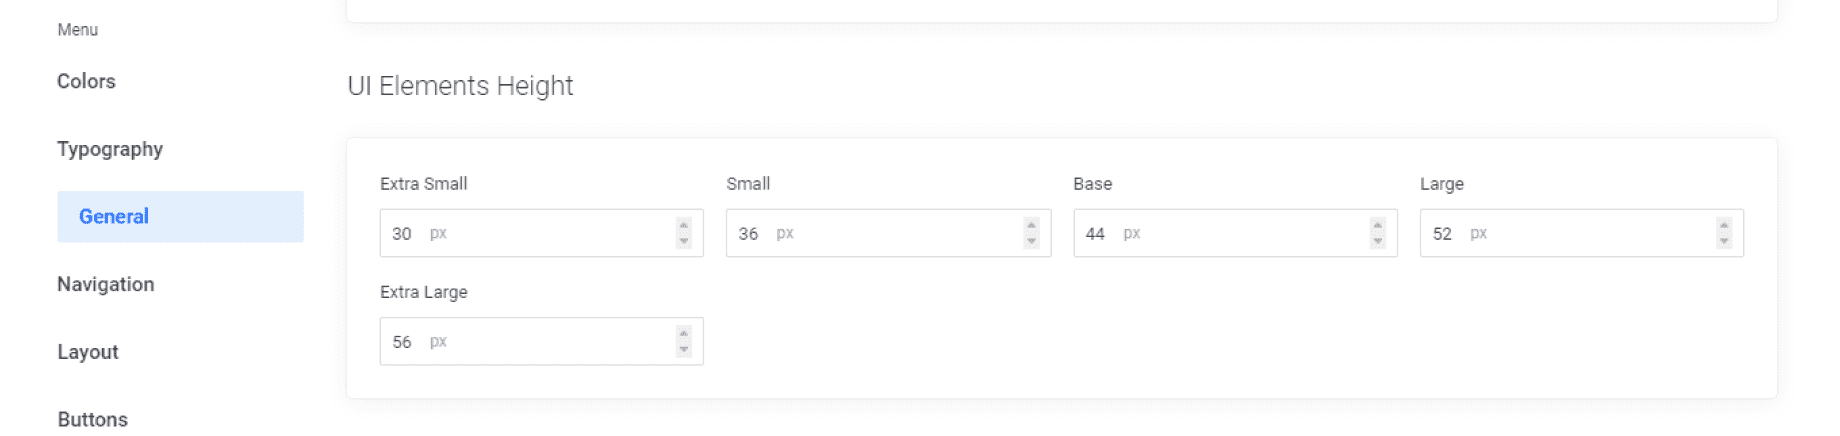 Menu
Colors
Typography
General
Navigation
Layout
Buttons
UI Elements Height
Extra Small
30 px
Small
36 px
Base
44 px
Large
52 px
Extra Large
56 px